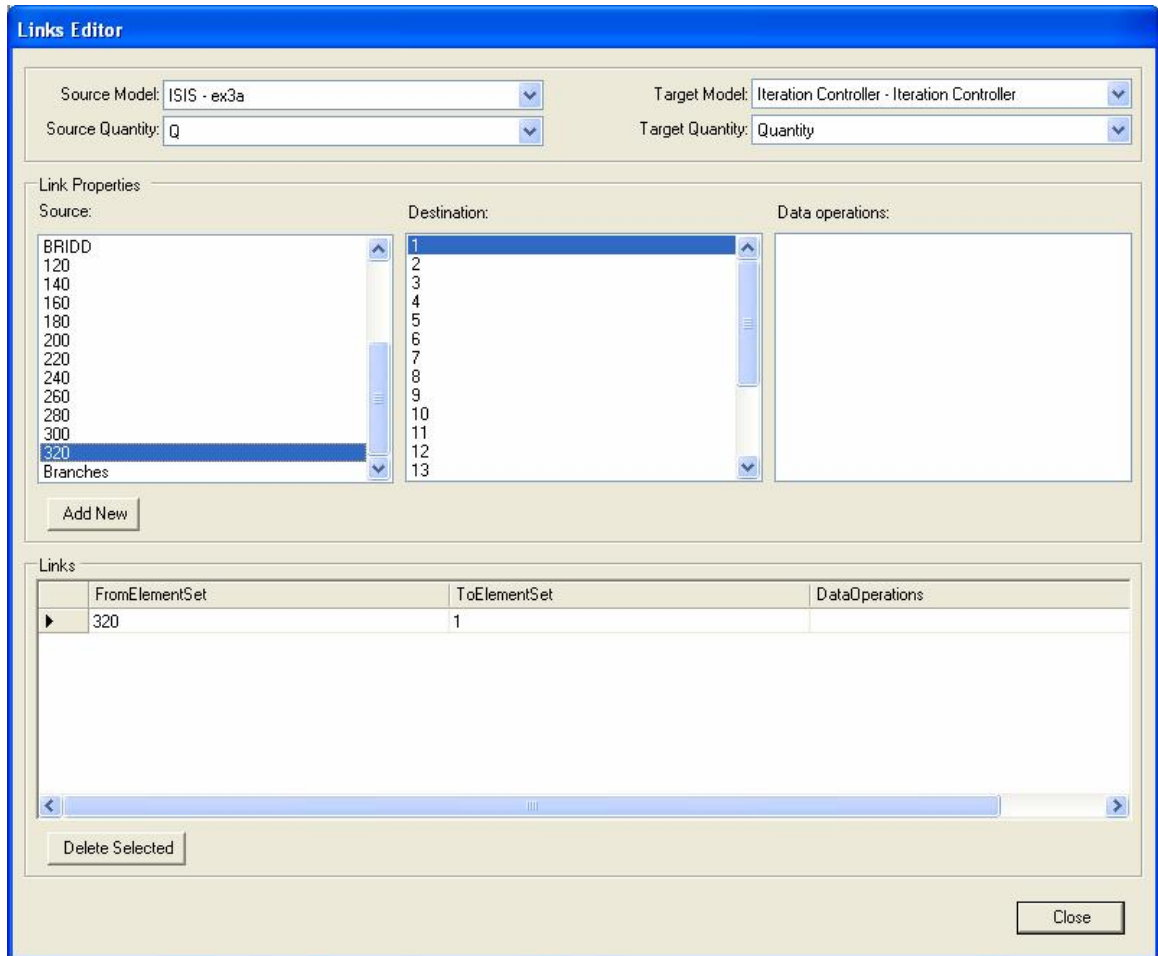 Links Editor
Source Model: ISIS - ex3a Target Model: Iteration Controller - Iteration Controller
Source Quantity: Q Target Quantity: Quantity
Link Properties
Source: Destination: Data operations:
BRIDD 1
120 2
140 3
160 4
180 5
200 6
220 7
240 8
260 9
280 10
300 11
320 12
Branches 13
Add New
Links
FromElementSet ToElementSet DataOperations
320 1
Delete Selected
Close